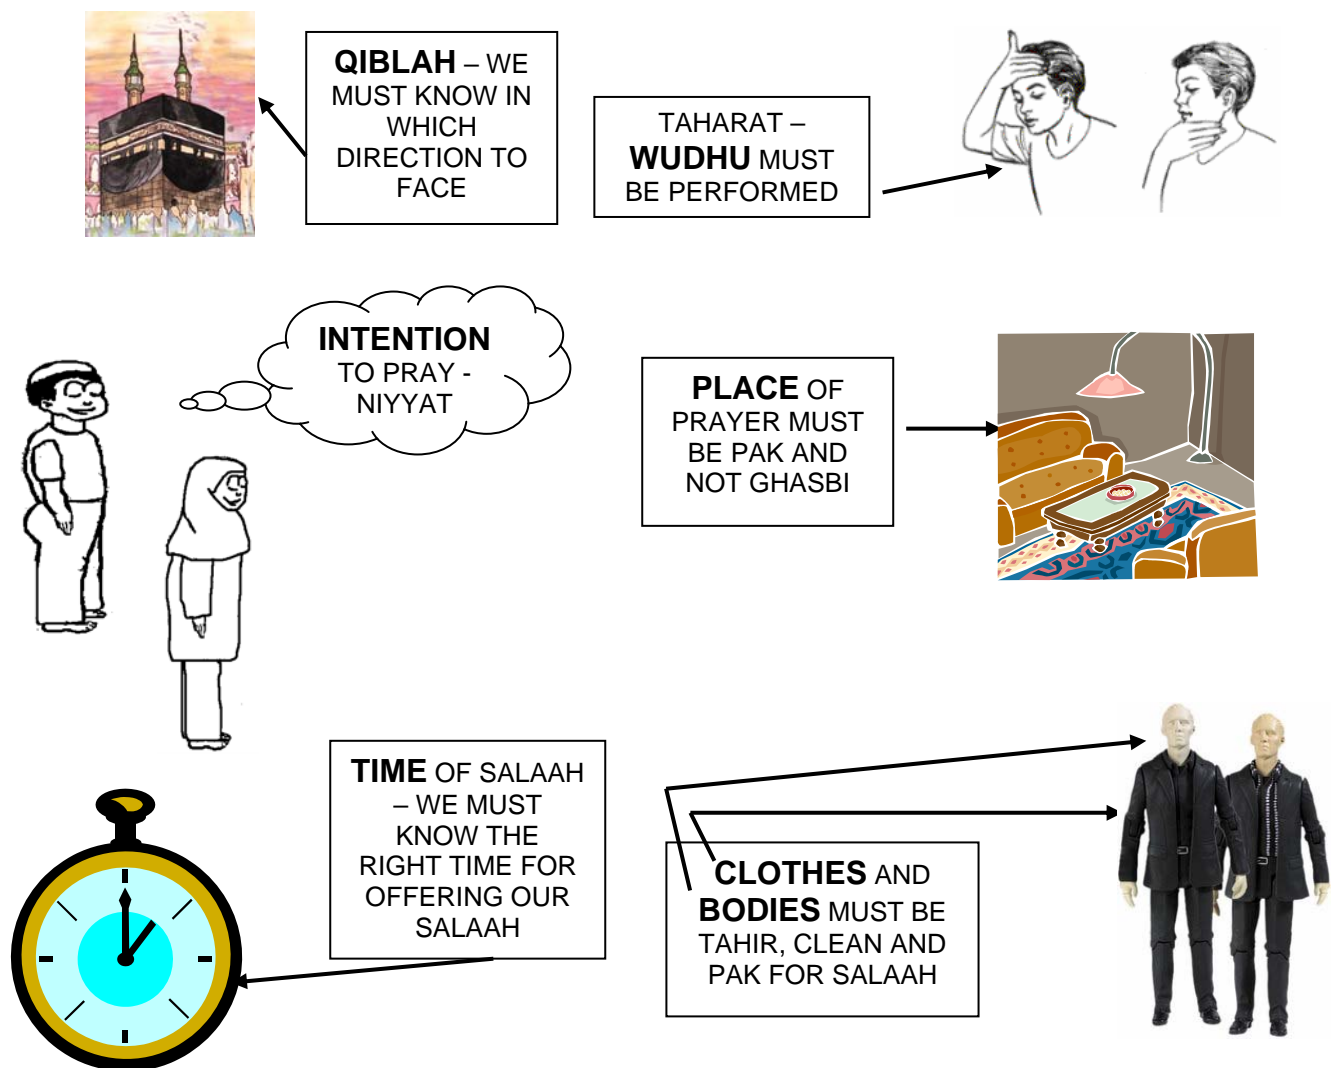 QIBLAH – WE
MUST KNOW IN
WHICH
DIRECTION TO
FACE
TAHARAT –
WUDHU MUST
BE PERFORMED
INTENTION
TO PRAY -
NIYYAT
PLACE OF
PRAYER MUST
BE PAK AND
NOT GHASBI
TIME OF SALAAH
– WE MUST
KNOW THE
RIGHT TIME FOR
OFFERING OUR
SALAAH
CLOTHES AND
BODIES MUST BE
TAHIR, CLEAN AND
PAK FOR SALAAH